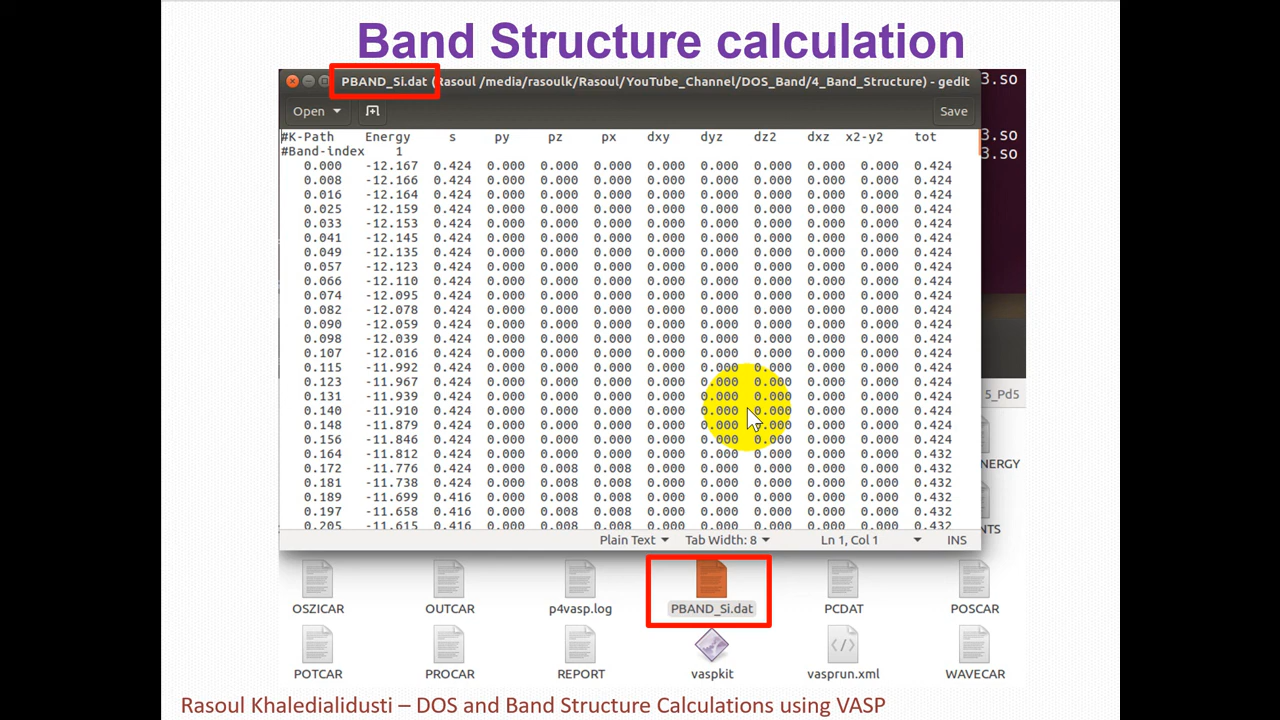 Band Structure calculation
PBAND_Si.dat (Rasoul /media/rasoulk/Rasoul/YouTube_Channel/DOS_Band/4_Band_Structure) - gedit
3.so
Open
Save
#K-Path Energy s py pz px dxy dyz dz2 dxz x2-y2 tot
3.so
#Band-index 1
3.so
0.000 -12.167 0.424 0.000 0.000 0.000 0.000 0.000 0.000 0.000 0.000 0.424
0.008 -12.166 0.424 0.000 0.000 0.000 0.000 0.000 0.000 0.000 0.000 0.424
0.016 -12.164 0.424 0.000 0.000 0.000 0.000 0.000 0.000 0.000 0.000 0.424
0.025 -12.159 0.424 0.000 0.000 0.000 0.000 0.000 0.000 0.000 0.000 0.424
0.033 -12.153 0.424 0.000 0.000 0.000 0.000 0.000 0.000 0.000 0.000 0.424
0.041 -12.145 0.424 0.000 0.000 0.000 0.000 0.000 0.000 0.000 0.000 0.424
0.049 -12.135 0.424 0.000 0.000 0.000 0.000 0.000 0.000 0.000 0.000 0.424
0.057 -12.123 0.424 0.000 0.000 0.000 0.000 0.000 0.000 0.000 0.000 0.424
0.066 -12.110 0.424 0.000 0.000 0.000 0.000 0.000 0.000 0.000 0.000 0.424
0.074 -12.095 0.424 0.000 0.000 0.000 0.000 0.000 0.000 0.000 0.000 0.424
0.082 -12.078 0.424 0.000 0.000 0.000 0.000 0.000 0.000 0.000 0.000 0.424
0.090 -12.059 0.424 0.000 0.000 0.000 0.000 0.000 0.000 0.000 0.000 0.424
0.098 -12.039 0.424 0.000 0.000 0.000 0.000 0.000 0.000 0.000 0.000 0.424
0.107 -12.016 0.424 0.000 0.000 0.000 0.000 0.000 0.000 0.000 0.000 0.424
0.115 -11.992 0.424 0.000 0.000 0.000 0.000 0.000 0.000 0.000 0.000 0.424
0.123 -11.967 0.424 0.000 0.000 0.000 0.000 0.000 0.000 0.000 0.000 0.424
0.131 -11.939 0.424 0.000 0.000 0.000 0.000 0.000 0.000 0.000 0.000 0.424
0.140 -11.910 0.424 0.000 0.000 0.000 0.000 0.000 0.000 0.000 0.000 0.424
0.148 -11.879 0.424 0.000 0.000 0.000 0.000 0.000 0.000 0.000 0.000 0.424
0.156 -11.846 0.424 0.000 0.000 0.000 0.000 0.000 0.000 0.000 0.000 0.424
0.164 -11.812 0.424 0.000 0.000 0.008 0.000 0.000 0.000 0.000 0.000 0.432
0.172 -11.776 0.424 0.000 0.000 0.008 0.000 0.000 0.000 0.000 0.000 0.432
0.181 -11.738 0.424 0.000 0.000 0.008 0.000 0.000 0.000 0.000 0.000 0.432
0.189 -11.699 0.416 0.000 0.008 0.008 0.000 0.000 0.000 0.000 0.000 0.432
0.197 -11.658 0.416 0.000 0.008 0.008 0.000 0.000 0.000 0.000 0.000 0.432
0.205 -11.615 0.416 0.000 0.008 0.008 0.000 0.000 0.000 0.000 0.000 0.432
5_Pd5
NERGY
NTS
Plain Text Tab Width: 8 Ln 1, Col 1 INS
OSZICAR OUTCAR p4vasp.log PBAND_Si.dat PCDAT POSCAR
POTCAR PROCAR REPORT vaspkit vasprun.xml WAVECAR
Rasoul Khaledialidusti – DOS and Band Structure Calculations using VASP